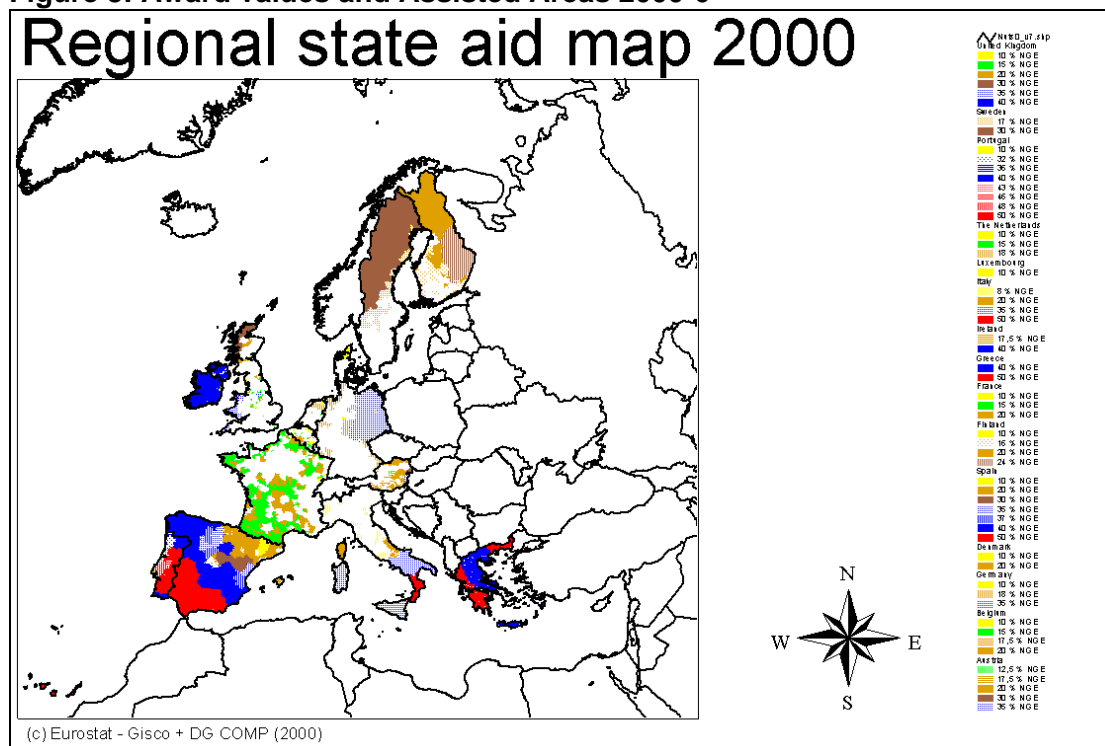 Regional state aid map 2000
United Kingdom
10 % NGE
15 % NGE
20 % NGE
30 % NGE
35 % NGE
40 % NGE
Sweden
17 % NGE
30 % NGE
Portugal
10 % NGE
32 % NGE
36 % NGE
40 % NGE
43 % NGE
46 % NGE
48 % NGE
50 % NGE
The Netherlands
10 % NGE
15 % NGE
18 % NGE
Luxembourg
10 % NGE
Italy
8 % NGE
20 % NGE
35 % NGE
50 % NGE
Ireland
17,5 % NGE
40 % NGE
Greece
40 % NGE
50 % NGE
France
10 % NGE
15 % NGE
20 % NGE
Finland
10 % NGE
16 % NGE
20 % NGE
24 % NGE
Spain
10 % NGE
20 % NGE
30 % NGE
35 % NGE
37 % NGE
40 % NGE
50 % NGE
Denmark
10 % NGE
20 % NGE
Germany
10 % NGE
18 % NGE
35 % NGE
Belgium
10 % NGE
15 % NGE
17,5 % NGE
20 % NGE
Austria
12,5 % NGE
17,5 % NGE
20 % NGE
30 % NGE
35 % NGE
N
W
E
S
(c) Eurostat - Gisco + DG COMP (2000)